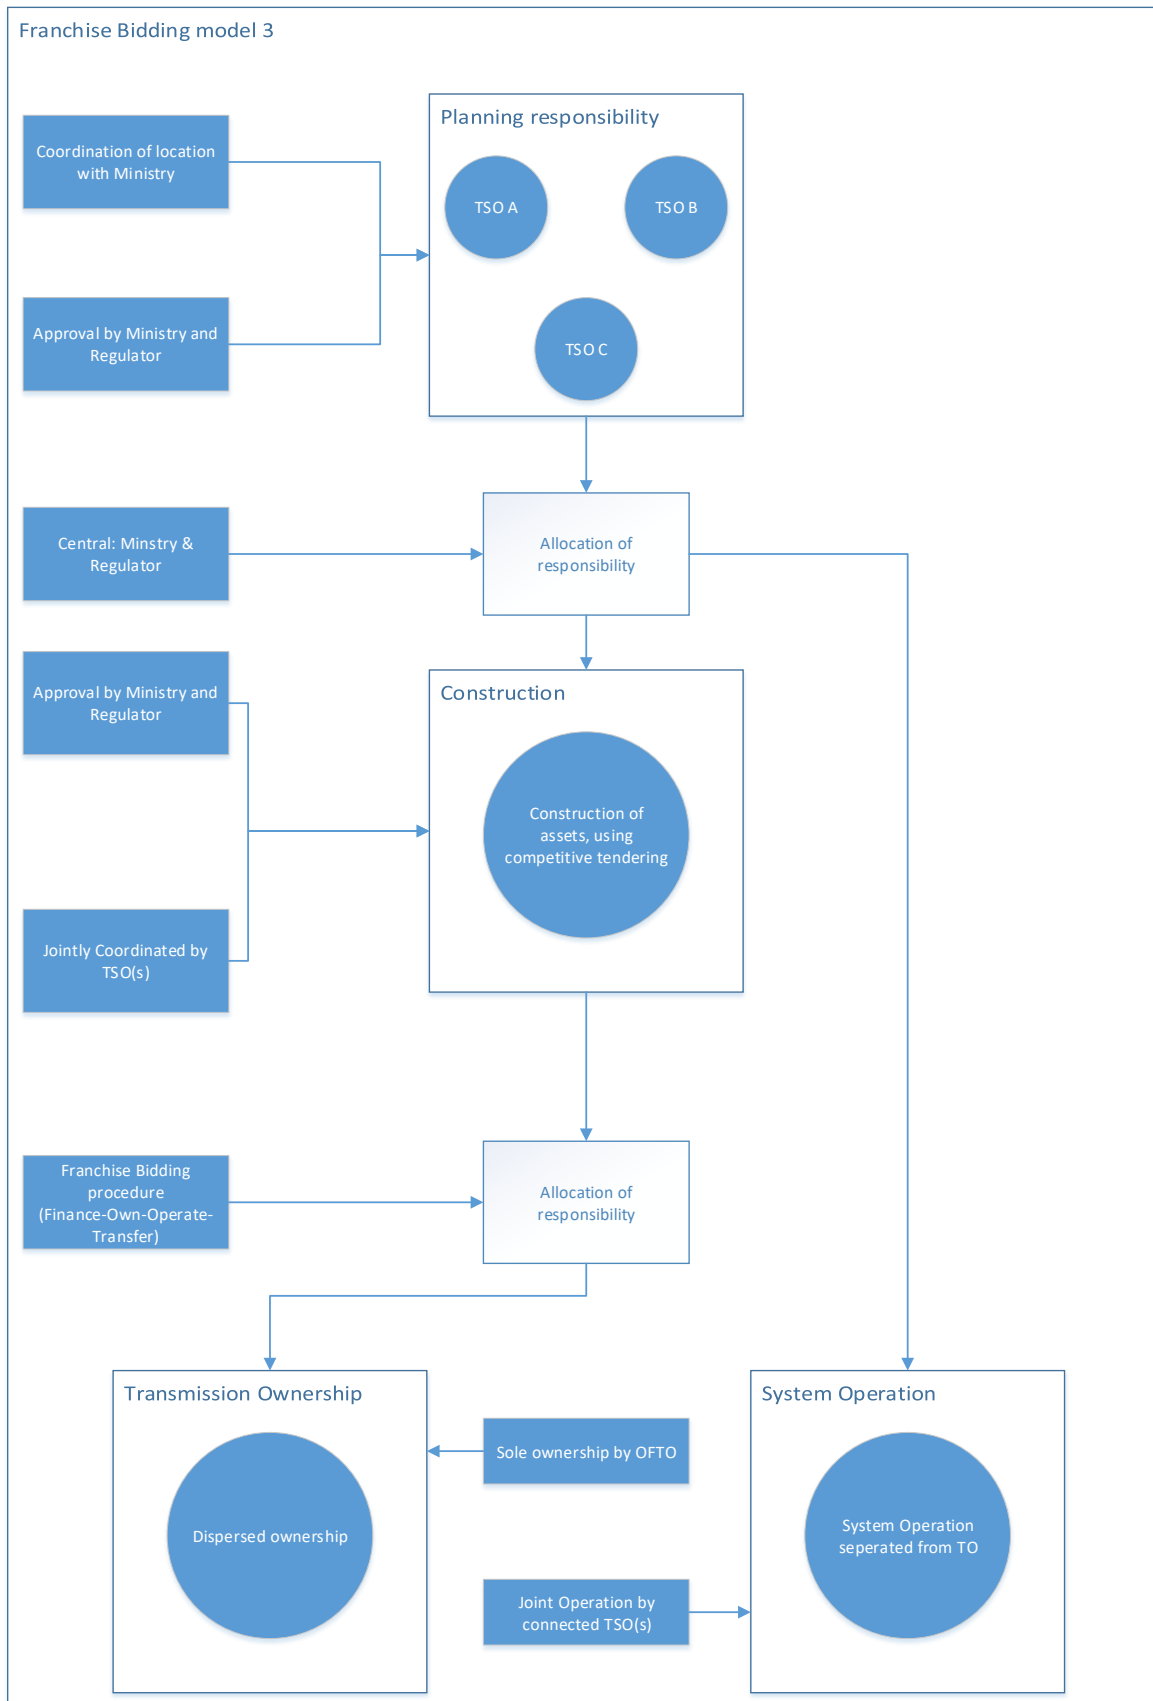 Franchise Bidding model 3
Planning responsibility
Coordination of location
with Ministry
TSO A
TSO B
Approval by Ministry and
Regulator
TSO C
Central: Minstry &
Regulator
Allocation of
responsibility
Approval by Ministry and
Regulator
Construction
Construction of
assets, using
competitive tendering
Jointly Coordinated by
TSO(s)
Franchise Bidding
procedure
(Finance-Own-Operate-
Transfer)
Allocation of
responsibility
Transmission Ownership
Sole ownership by OFTO
Dispersed ownership
System Operation
System Operation
seperated from TO
Joint Operation by
connected TSO(s)